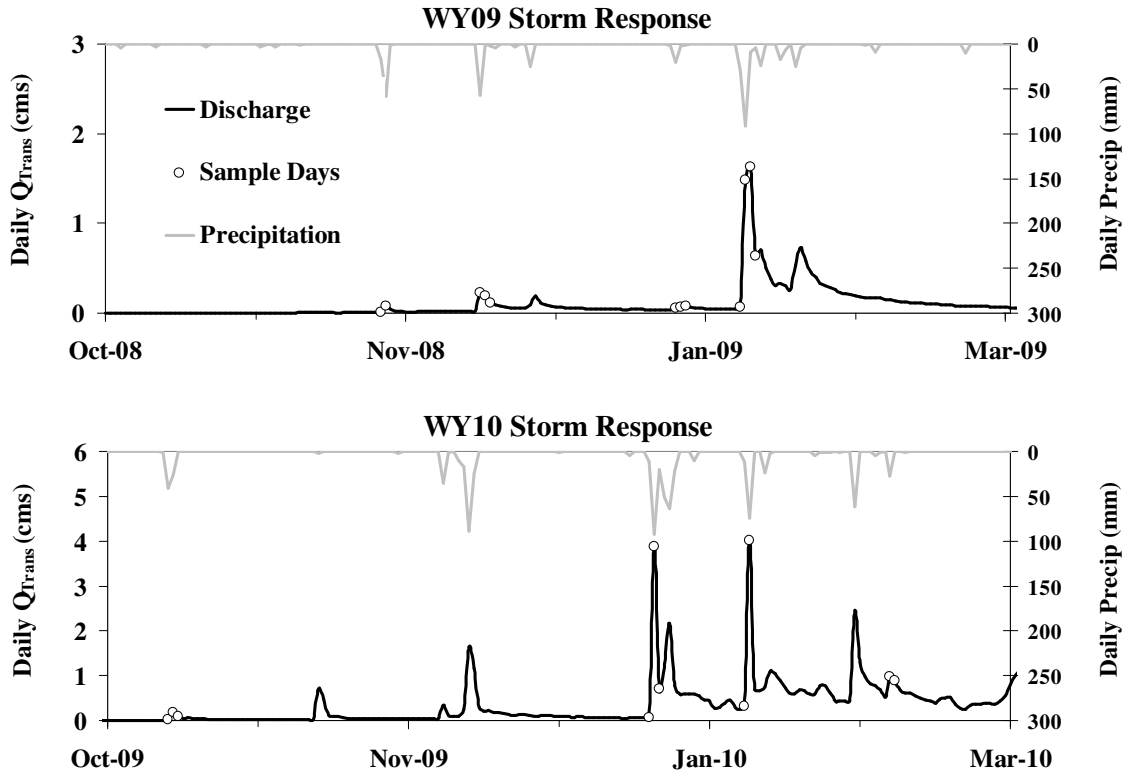 WY09 Storm Response
Daily QTrans (cms)
3
2
1
0
Discharge
Sample Days
Precipitation
0
50
100
150
200
250
300
Daily Precip (mm)
Oct-08 Nov-08 Jan-09 Mar-09
WY10 Storm Response
Daily QTrans (cms)
6
5
4
3
2
1
0
0
50
100
150
200
250
300
Daily Precip (mm)
Oct-09 Nov-09 Jan-10 Mar-10